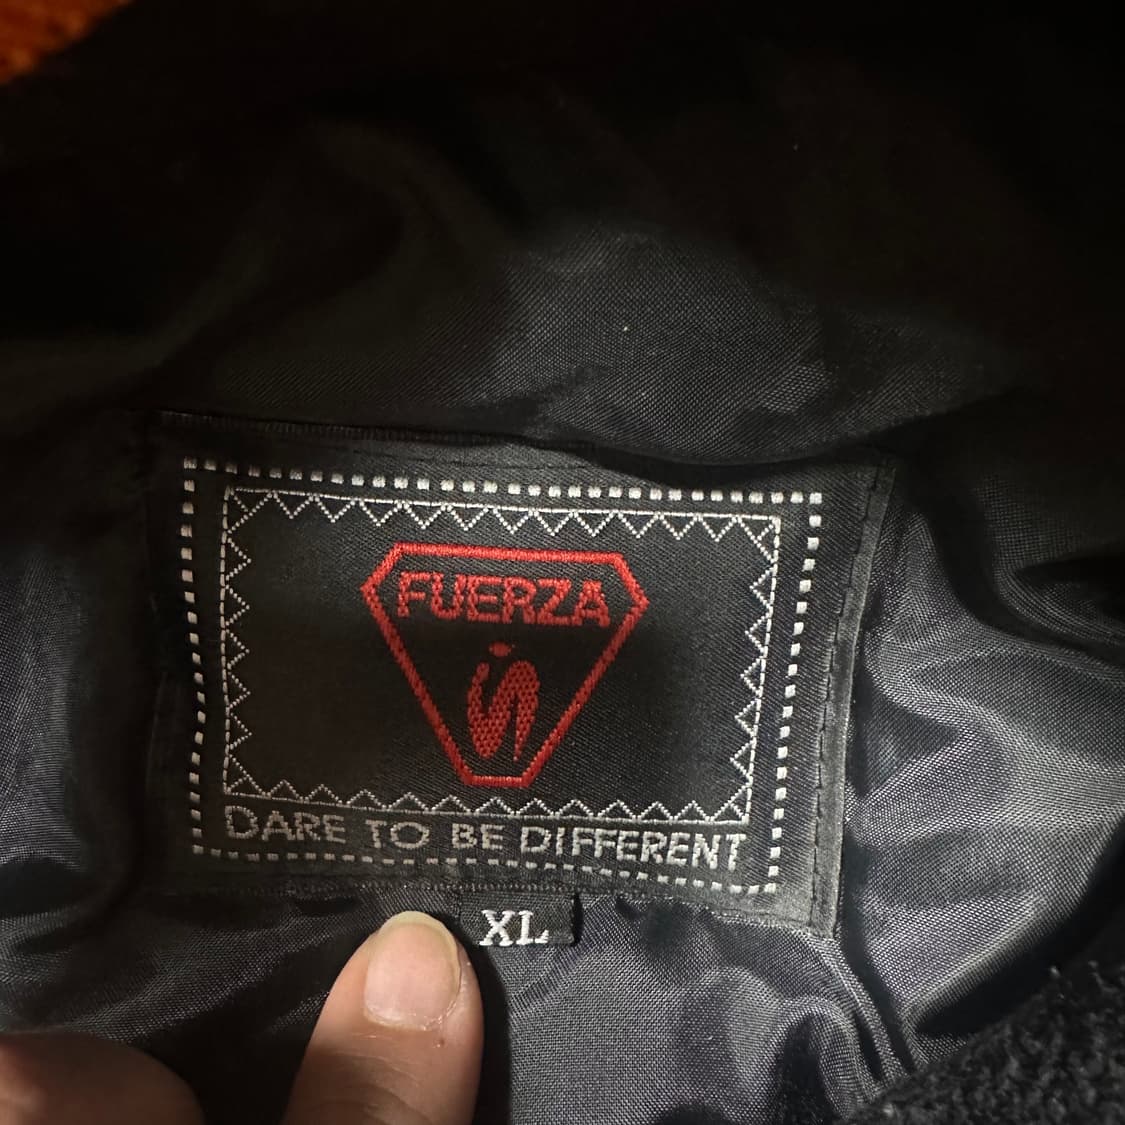 FUERZA
DARE TO BE DIFFERENT
XL